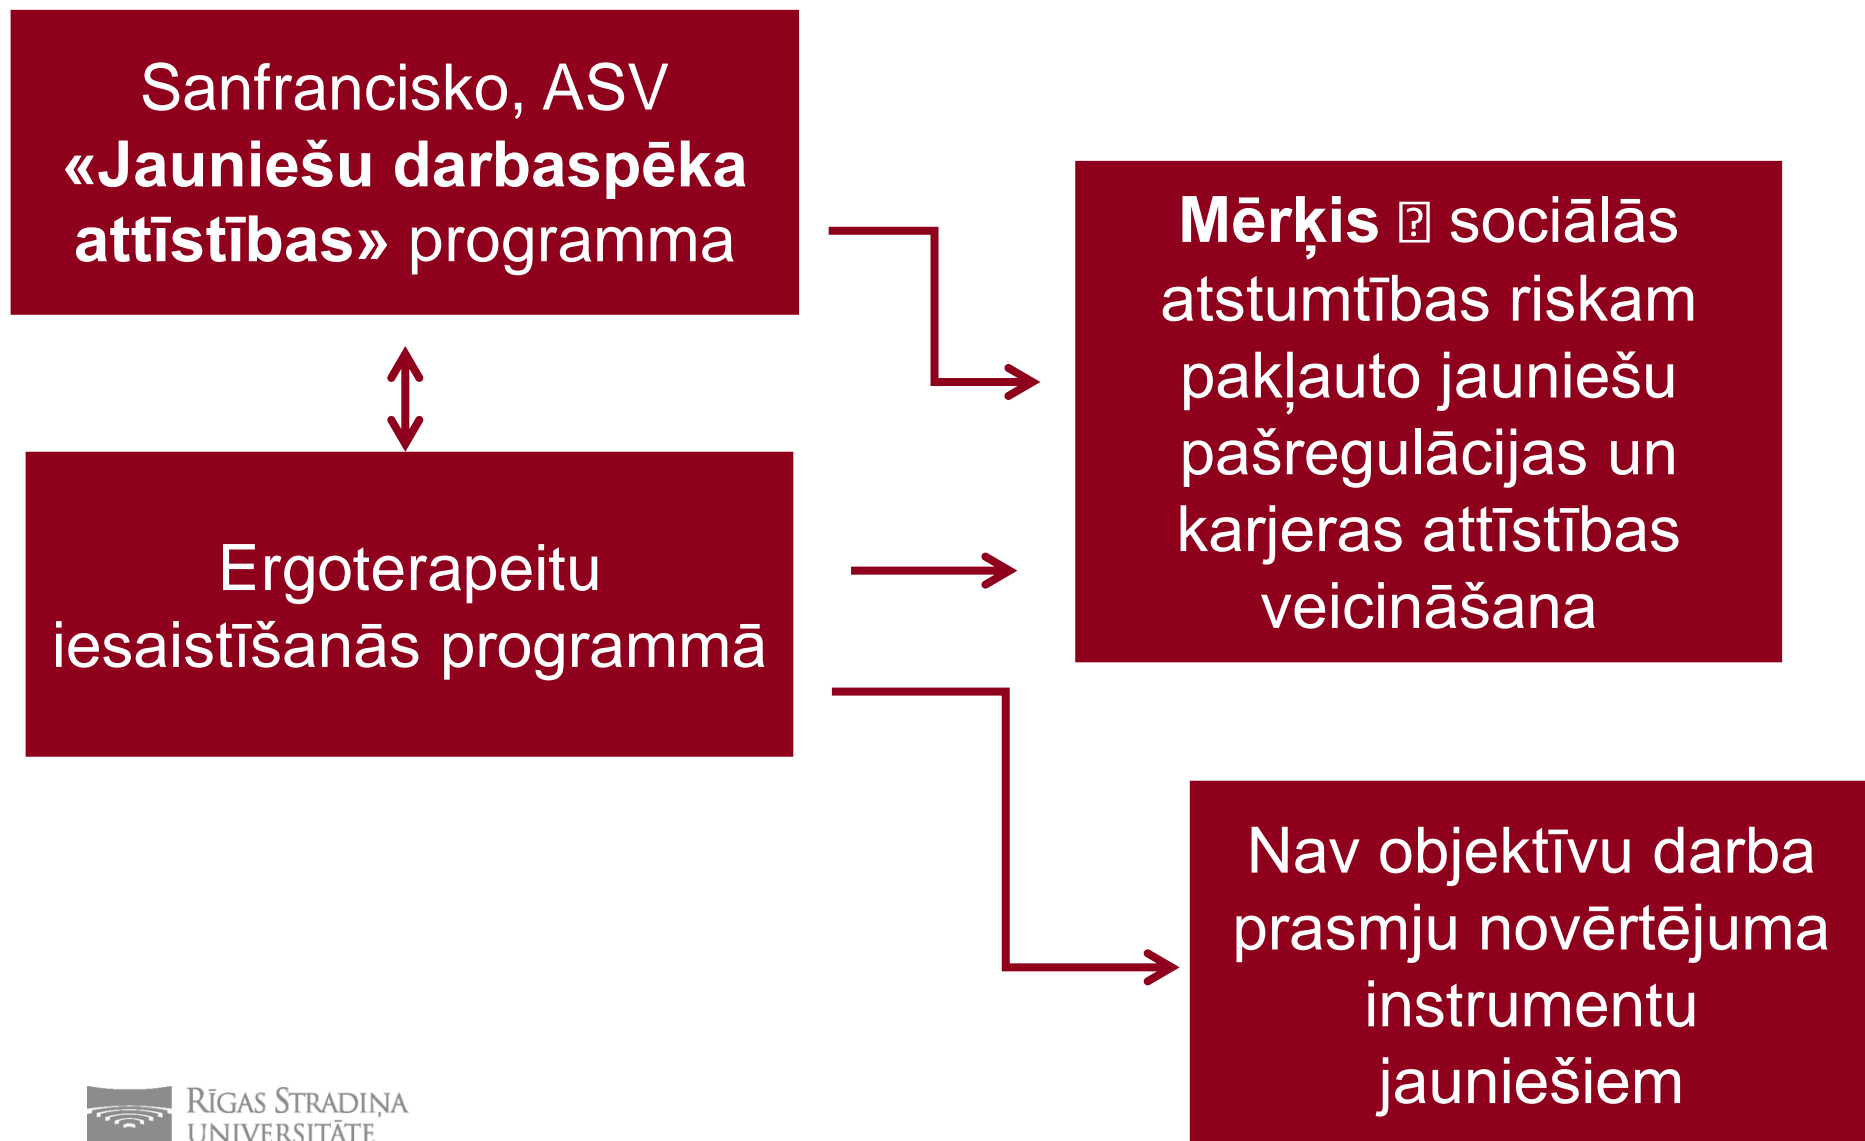 Sanfrancisko, ASV
«Jauniešu darbaspēka
attīstības» programma
Mērķis ⍰ sociālās
atstumtības riskam
pakļauto jauniešu
pašregulācijas un
karjeras attīstības
veicināšana
Ergoterapeitu
iesaistīšanās programmā
Nav objektīvu darba
prasmju novērtējuma
instrumentu
jauniešiem
RĪGAS STRADIŅA
UNIVERSITĀTE